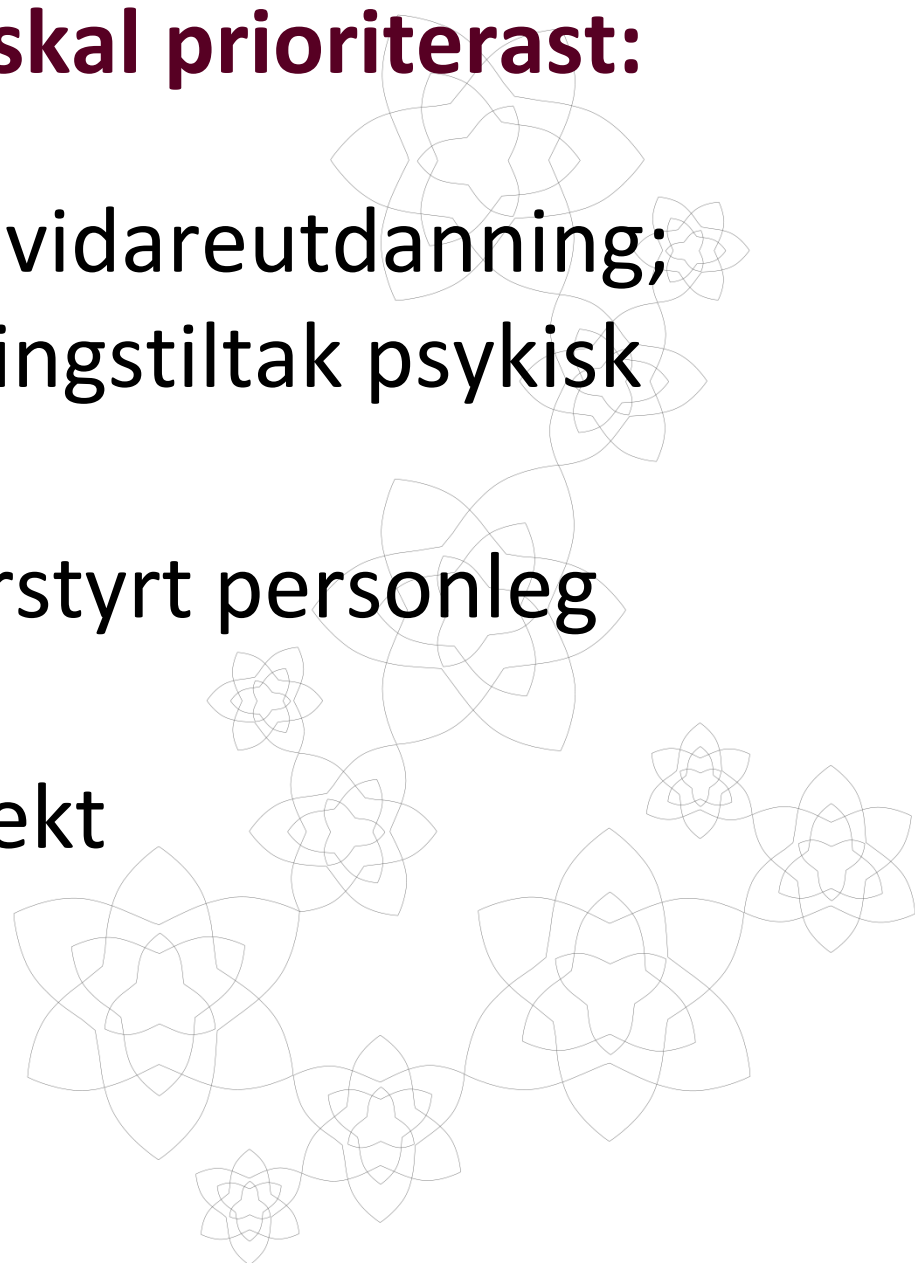 skal prioriterast:
vidareutdanning;
ingstiltak psykisk
rstyrt personleg
ekt